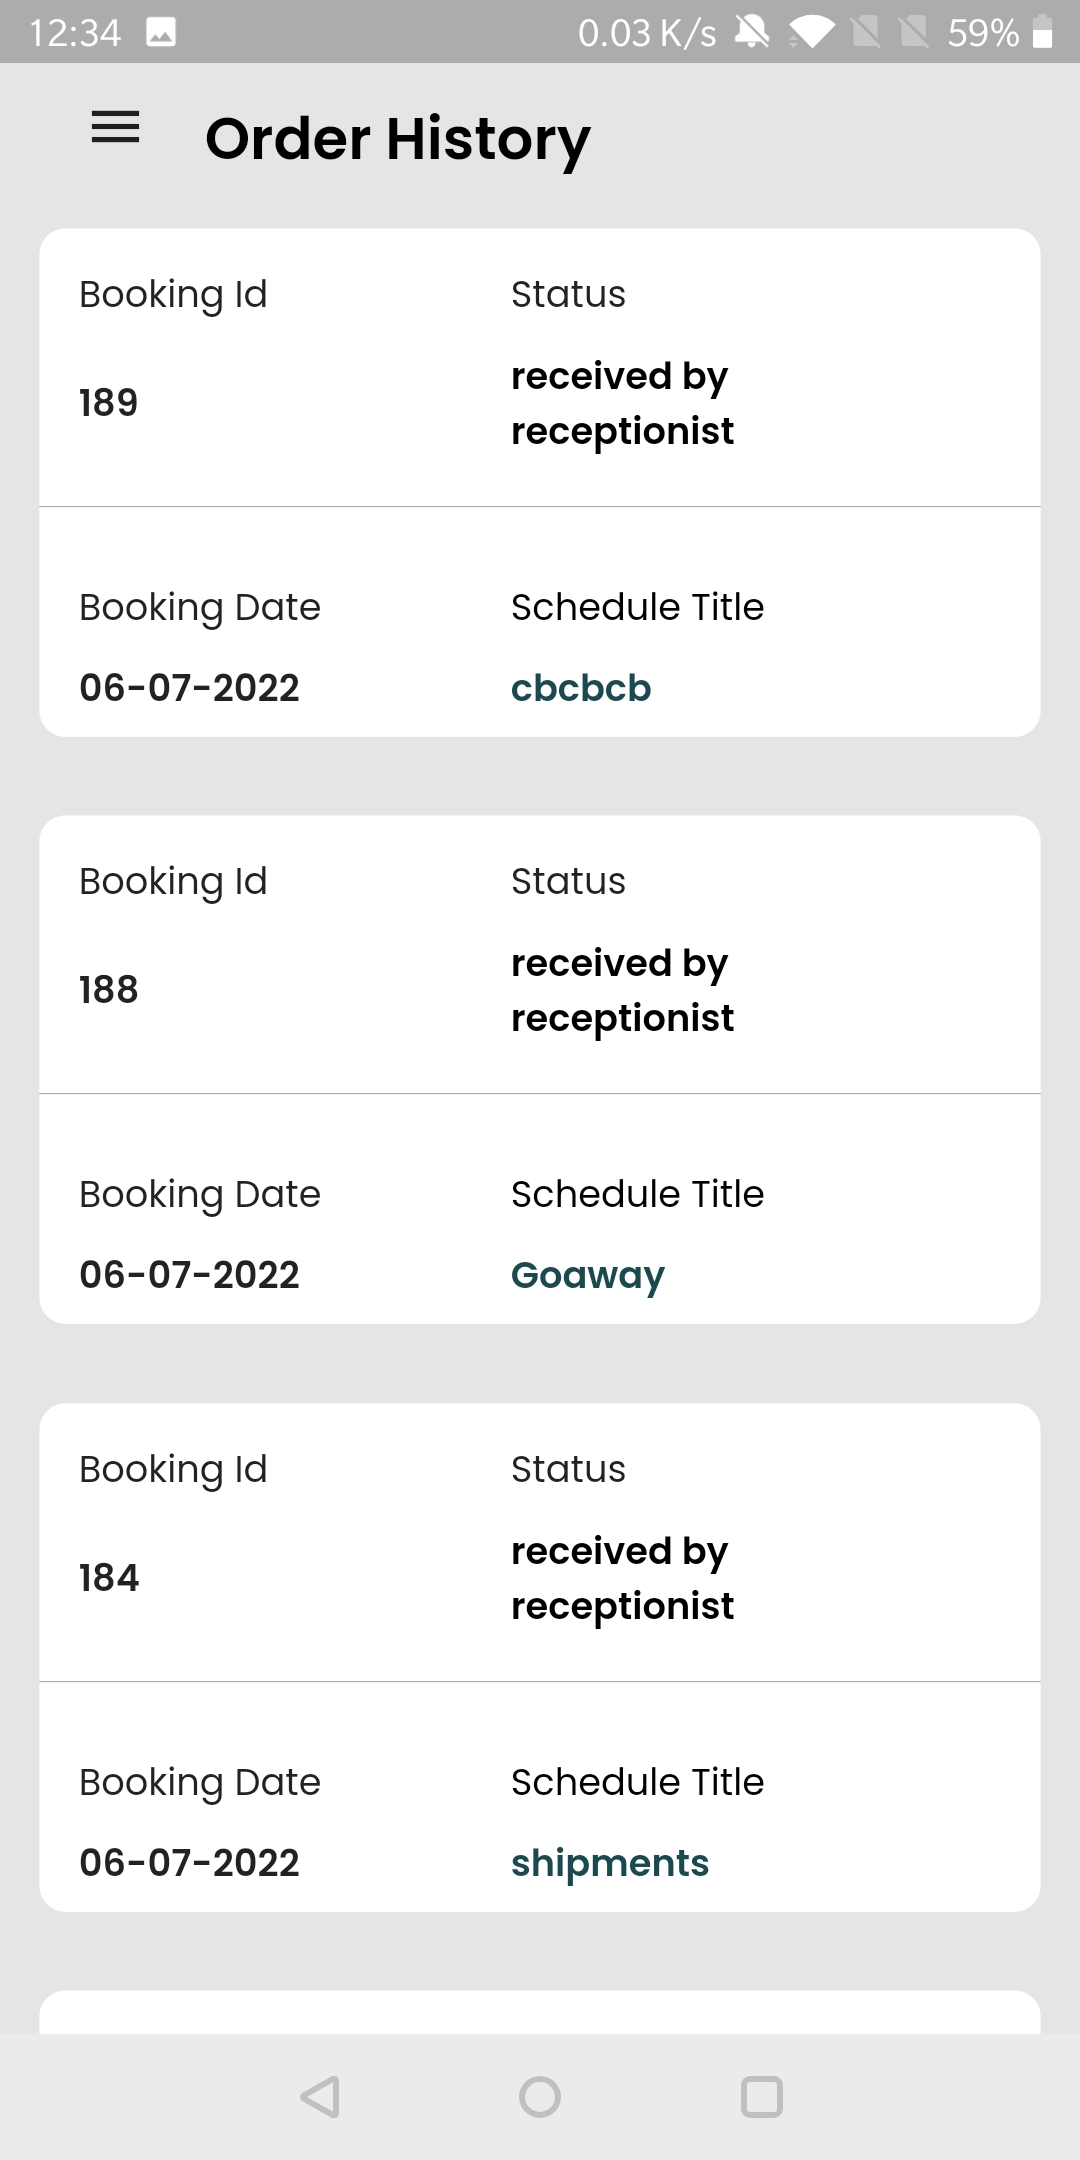 12:34 0.03 K/s 59%
Order History
Booking Id Status
189 received by
receptionist
Booking Date Schedule Title
06-07-2022 cbcbcb
Booking Id Status
188 received by
receptionist
Booking Date Schedule Title
06-07-2022 Goaway
Booking Id Status
184 received by
receptionist
Booking Date Schedule Title
06-07-2022 shipments